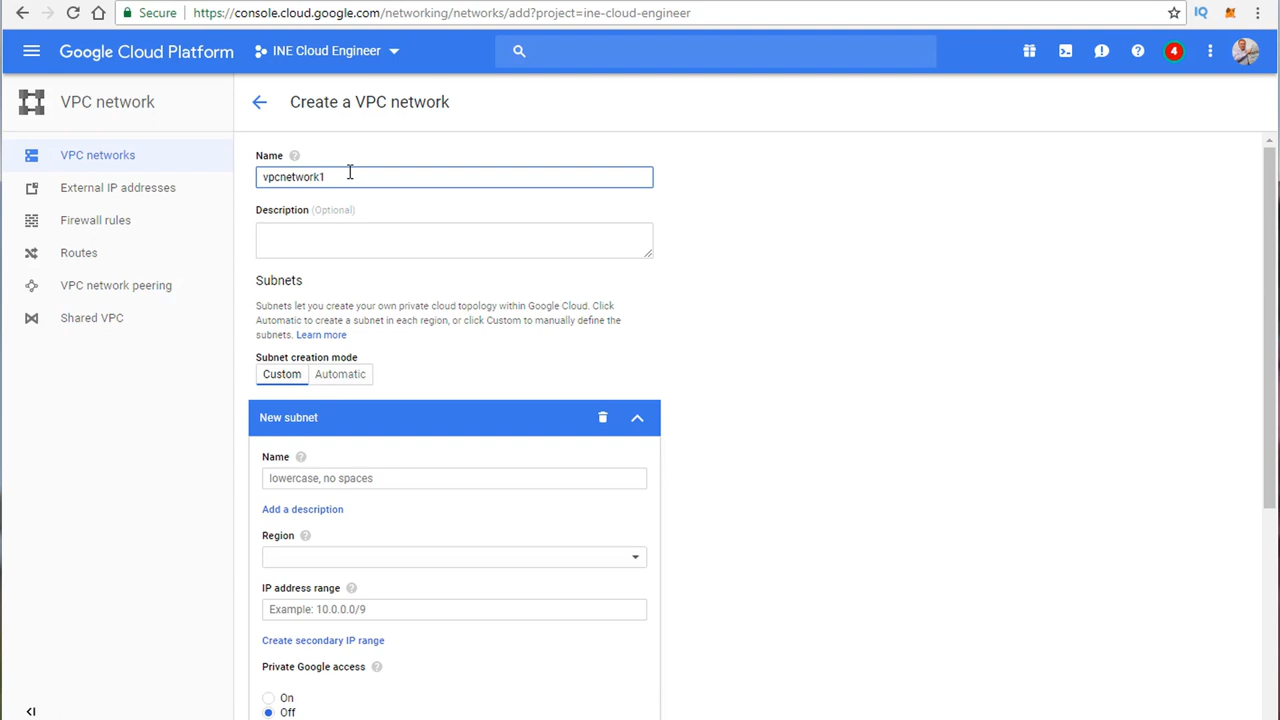 Secure https://console.cloud.google.com/networking/networks/add?project=ine-cloud-engineer
IQ
Google Cloud Platform INE Cloud Engineer
4
VPC network
Create a VPC network
VPC networks
External IP addresses
Firewall rules
Routes
VPC network peering
Shared VPC
Name
vpcnetwork1
Description (Optional)
Subnets
Subnets let you create your own private cloud topology within Google Cloud. Click
Automatic to create a subnet in each region, or click Custom to manually define the
subnets. Learn more
Subnet creation mode
Custom Automatic
New subnet
Name
lowercase, no spaces
Add a description
Region
IP address range
Example: 10.0.0.0/9
Create secondary IP range
Private Google access
On
Off